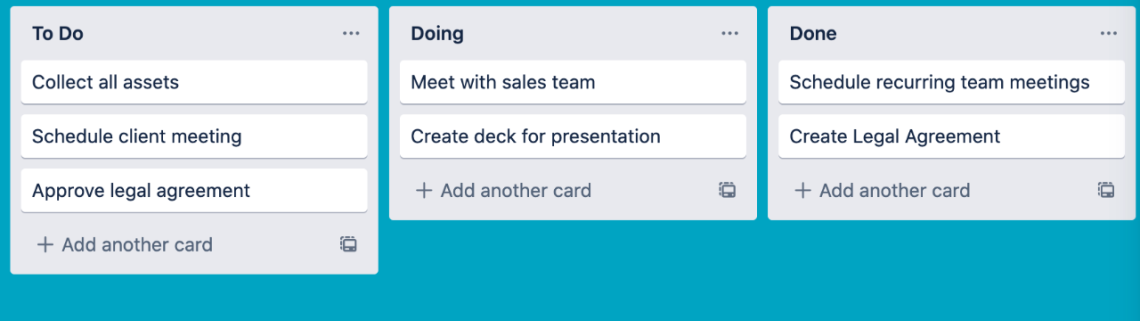 To Do
Collect all assets
Schedule client meeting
Approve legal agreement
+ Add another card
Doing
Meet with sales team
Create deck for presentation
+ Add another card
Done
Schedule recurring team meetings
Create Legal Agreement
+ Add another card